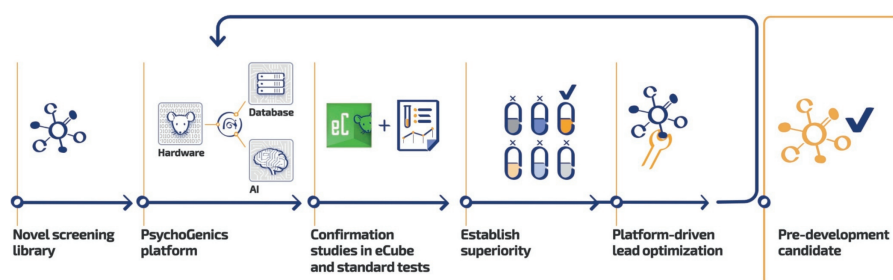 Database
Hardware
AI
eC
Novel screening
library
PsychoGenics
platform
Confirmation
studies in eCube
and standard tests
Establish
superiority
Platform-driven
lead optimization
Pre-development
candidate